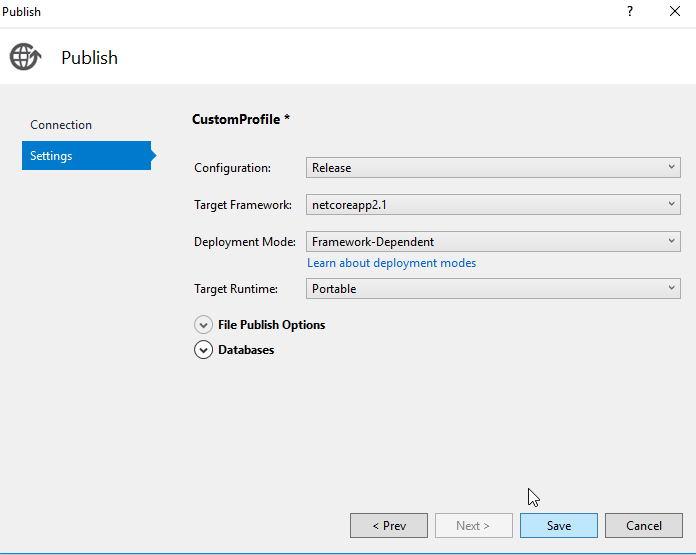 Publish
?
Publish
Connection
Settings
CustomProfile *
Configuration: Release
Target Framework: netcoreapp2.1
Deployment Mode: Framework-Dependent
Learn about deployment modes
Target Runtime: Portable
File Publish Options
Databases
< Prev Next > Save Cancel